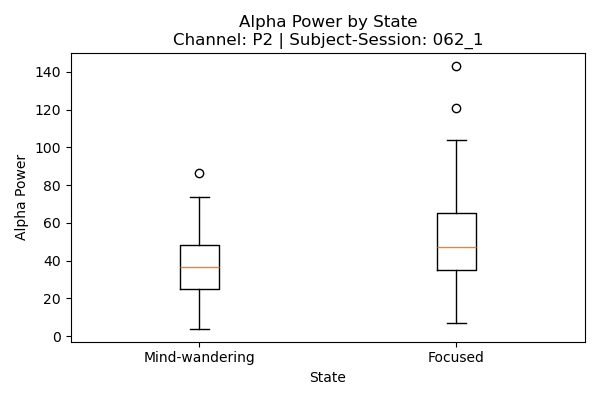 Alpha Power by State
Channel: P2 | Subject-Session: 062_1
140
120
100
80
60
40
20
0
Alpha Power
Mind-wandering
Focused
State